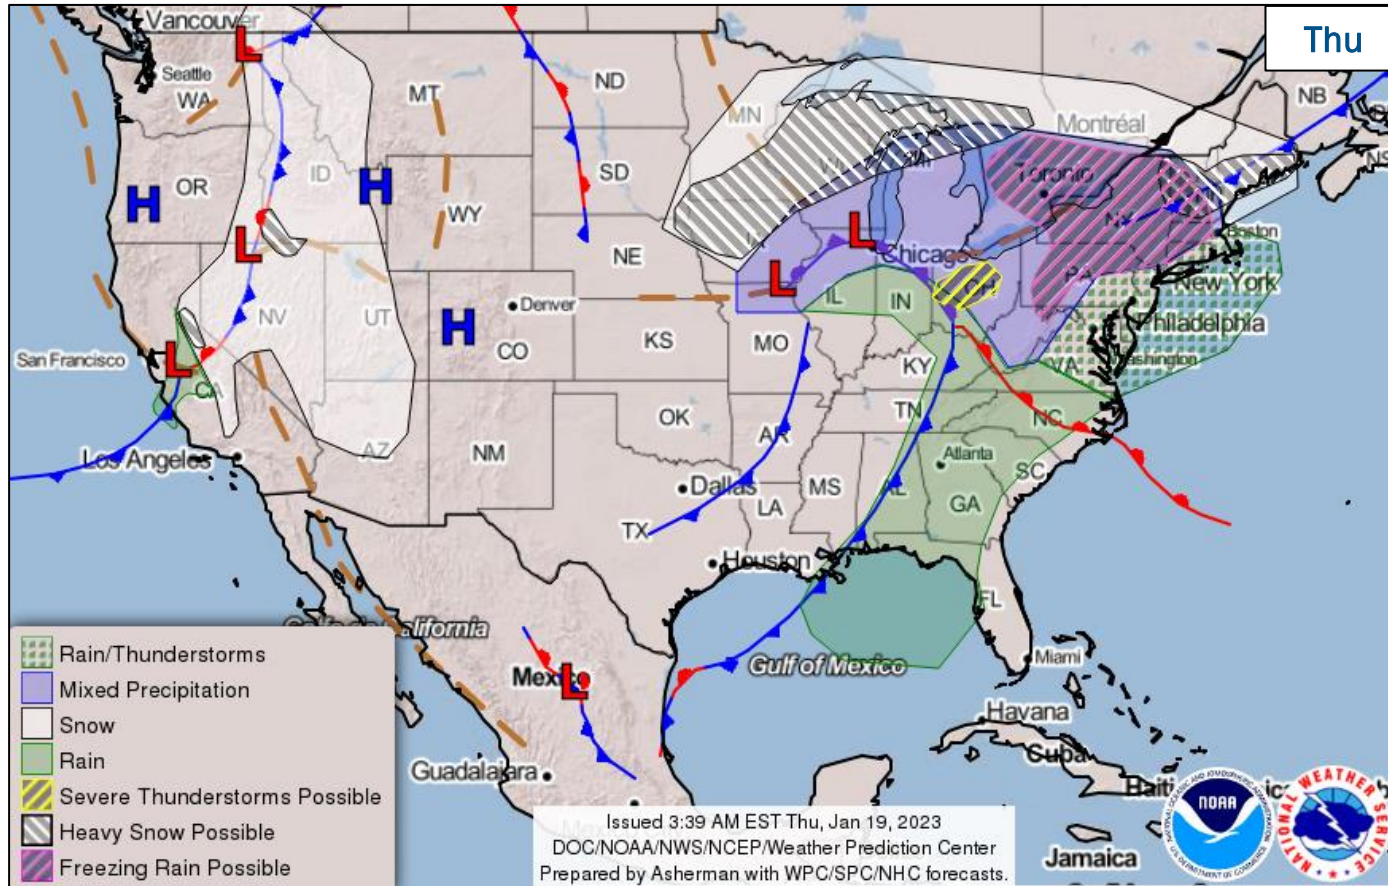 Thu
Vancouver
Seattle
WA
MT
ND
MN
Montréal
NB
OR
ID
WY
SD
Toronto
NE
Chicago
Boston
OH
PA
New York
San Francisco
NV
UT
Denver
CO
KS
MO
IL
IN
KY
VA
Philadelphia
Washington
CA
Los Angeles
AZ
NM
OK
AR
TN
NC
Atlanta
SC
Dallas
LA
MS
AL
GA
TX
Houston
FL
Miami
Gulf of Mexico
Mexico
Havana
Cuba
Guadalajara
Jamaica
H
H
H
L
L
L
L
L
L
Rain/Thunderstorms
Mixed Precipitation
Snow
Rain
Severe Thunderstorms Possible
Heavy Snow Possible
Freezing Rain Possible
Issued 3:39 AM EST Thu, Jan 19, 2023
DOC/NOAA/NWS/NCEP/Weather Prediction Center
Prepared by Asherman with WPC/SPC/NHC forecasts.
NOAA
NATIONAL WEATHER SERVICE